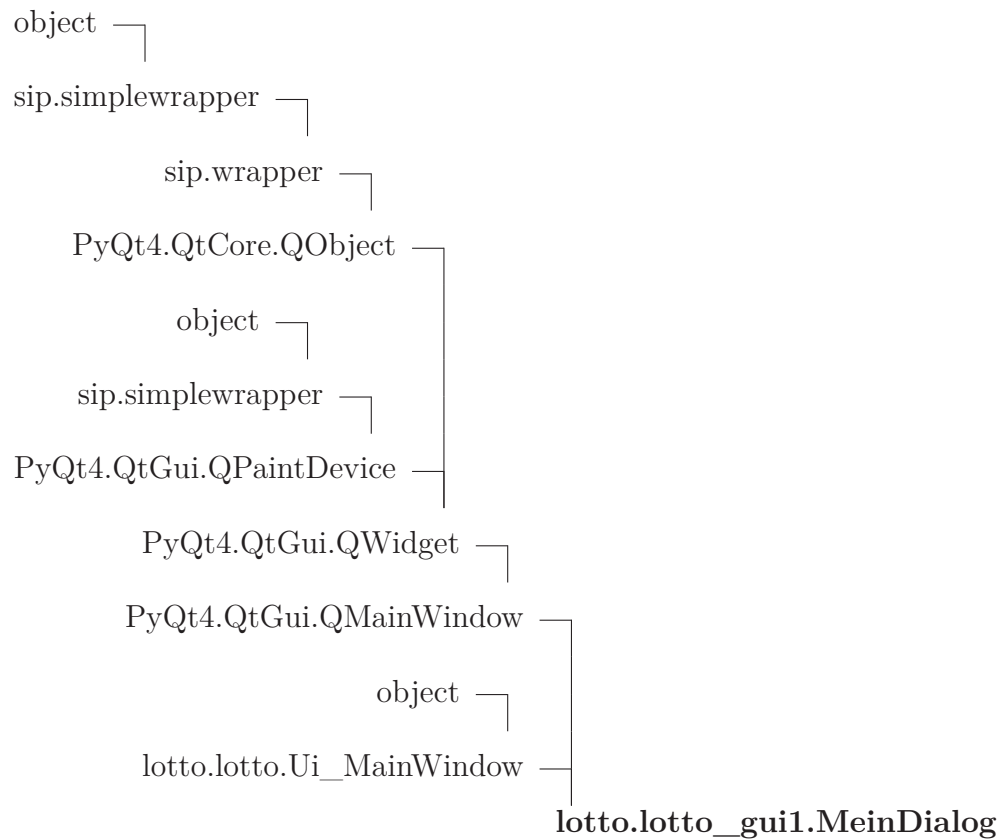 object
sip.simplewrapper
sip.wrapper
PyQt4.QtCore.QObject
object
sip.simplewrapper
PyQt4.QtGui.QPaintDevice
PyQt4.QtGui.QWidget
PyQt4.QtGui.QMainWindow
object
lotto.lotto.Ui_MainWindow
lotto.lotto_gui1.MeinDialog